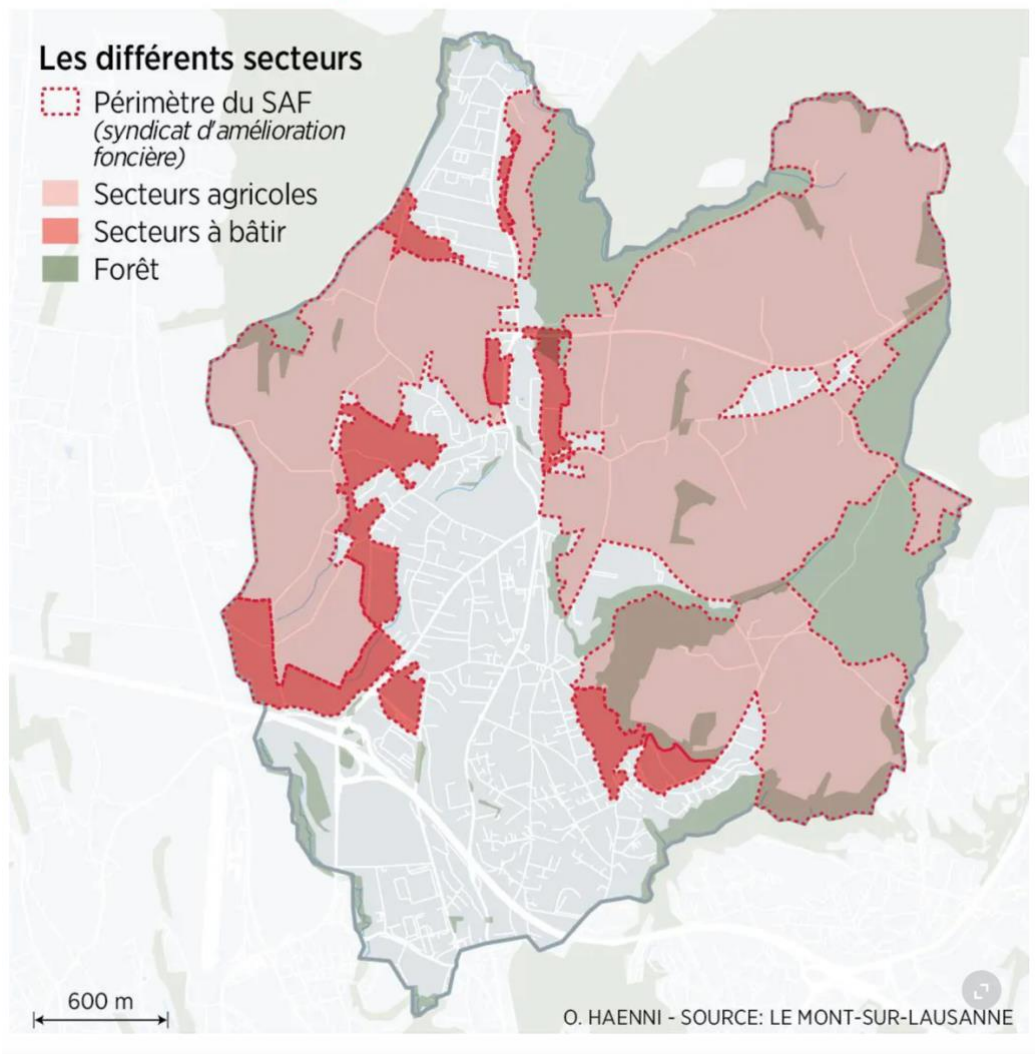 Les différents secteurs
Périmètre du SAF
(syndicat d'amélioration
foncière)
Secteurs agricoles
Secteurs à bâtir
Forêt
600 m
O. HAENNI - SOURCE: LE MONT-SUR-LAUSANNE